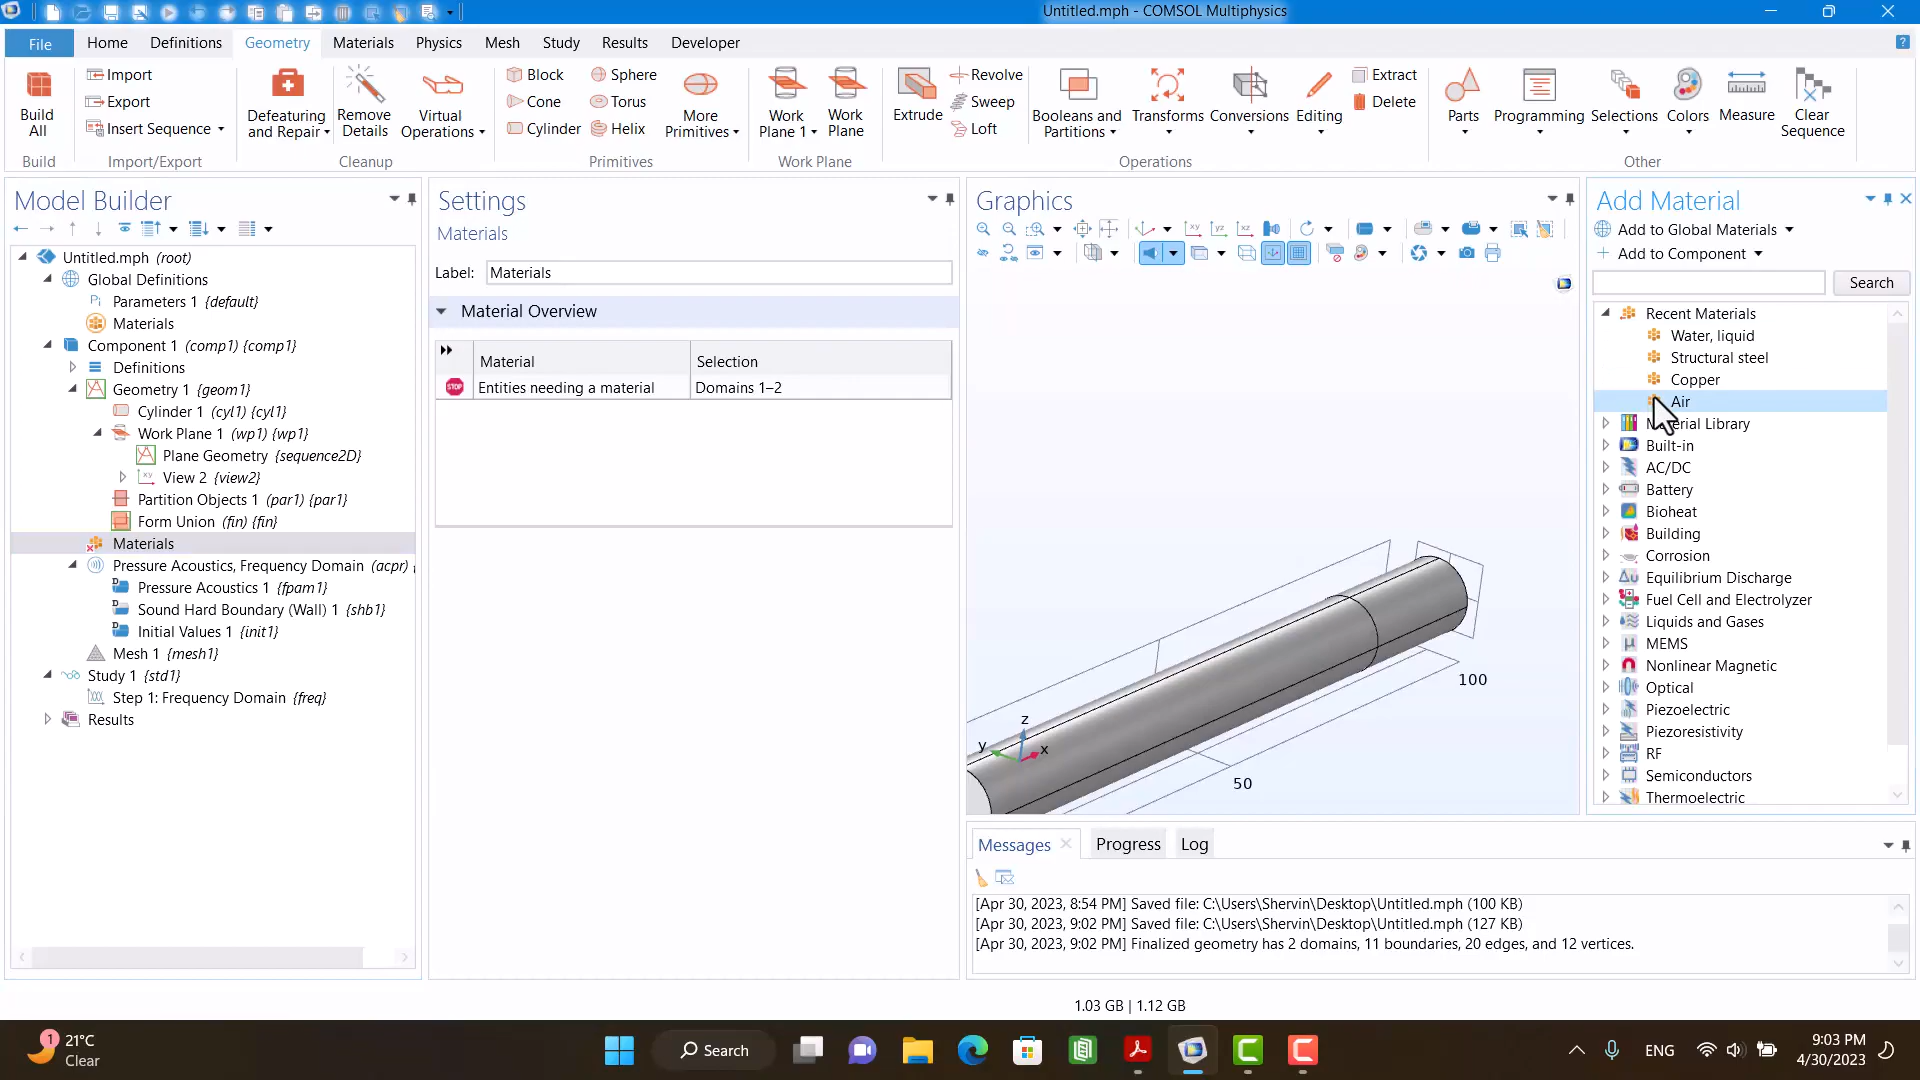 Untitled.mph - COMSOL Multiphysics
File Home Definitions Geometry Materials Physics Mesh Study Results Developer
Build All
Import
Export
Insert Sequence
Defeaturing and Repair
Remove Details
Virtual Operations
Block
Cone
Cylinder
Sphere
Torus
Helix
More Primitives
Work Plane 1
Work Plane
Extrude
Revolve
Sweep
Loft
Booleans and Partitions
Transforms
Conversions
Editing
Extract
Delete
Parts
Programming
Selections
Colors
Measure
Clear Sequence
Build Import/Export Cleanup Primitives Work Plane Operations Other
Model Builder
Untitled.mph (root)
Global Definitions
Pi Parameters 1 {default}
Materials
Component 1 (comp1) {comp1}
Definitions
Geometry 1 {geom1}
Cylinder 1 (cyl1) {cyl1}
Work Plane 1 (wp1) {wp1}
Plane Geometry {sequence2D}
View 2 {view2}
Partition Objects 1 (par1) {par1}
Form Union (fin) {fin}
Materials
Pressure Acoustics, Frequency Domain (acpr)
Pressure Acoustics 1 {fpam1}
Sound Hard Boundary (Wall) 1 {shb1}
Initial Values 1 {init1}
Mesh 1 {mesh1}
Study 1 {std1}
Step 1: Frequency Domain {freq}
Results
Settings
Materials
Label: Materials
Material Overview
Material Selection
STOP Entities needing a material Domains 1–2
Graphics
100
50
z
y
x
Add Material
Add to Global Materials
Add to Component
Search
Recent Materials
Water, liquid
Structural steel
Copper
Air
Material Library
Built-in
AC/DC
Battery
Bioheat
Building
Corrosion
Equilibrium Discharge
Fuel Cell and Electrolyzer
Liquids and Gases
MEMS
Nonlinear Magnetic
Optical
Piezoelectric
Piezoresistivity
RF
Semiconductors
Thermoelectric
Messages Progress Log
[Apr 30, 2023, 8:54 PM] Saved file: C:\Users\Shervin\Desktop\Untitled.mph (100 KB)
[Apr 30, 2023, 9:02 PM] Saved file: C:\Users\Shervin\Desktop\Untitled.mph (127 KB)
[Apr 30, 2023, 9:02 PM] Finalized geometry has 2 domains, 11 boundaries, 20 edges, and 12 vertices.
1.03 GB | 1.12 GB
1
21°C
Clear
Search
ENG
9:03 PM
4/30/2023